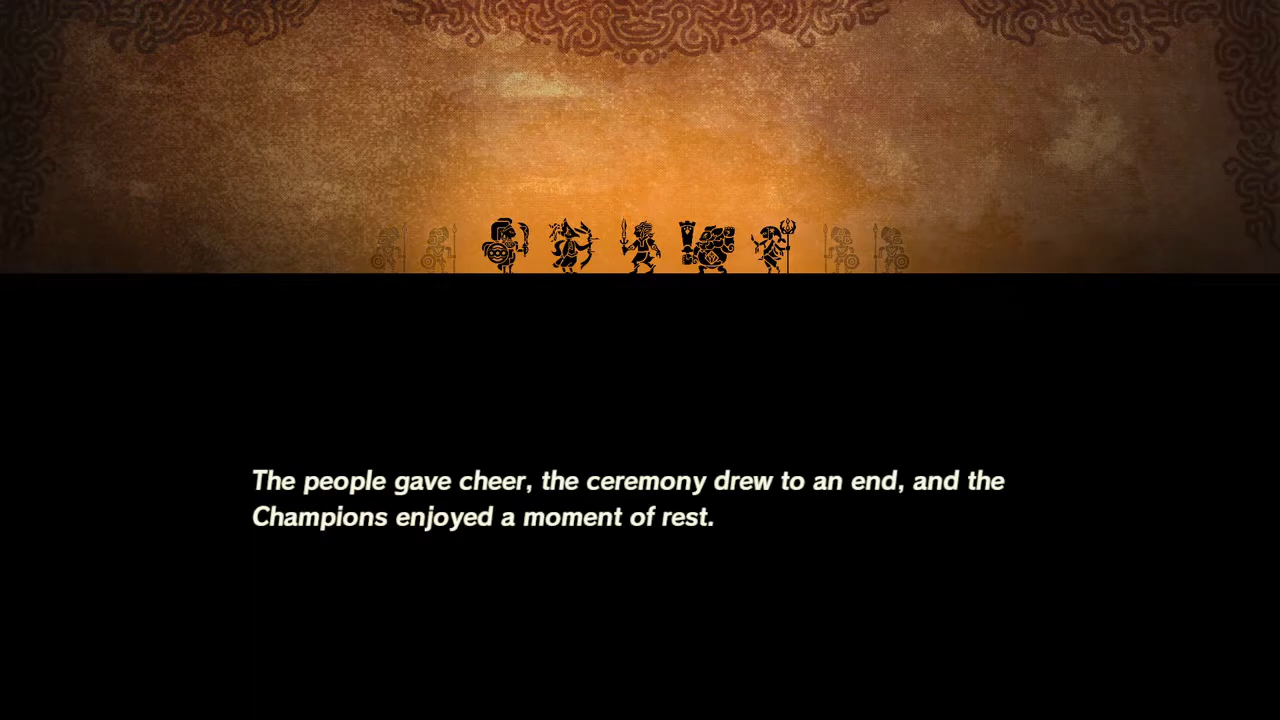 The people gave cheer, the ceremony drew to an end, and the
Champions enjoyed a moment of rest.